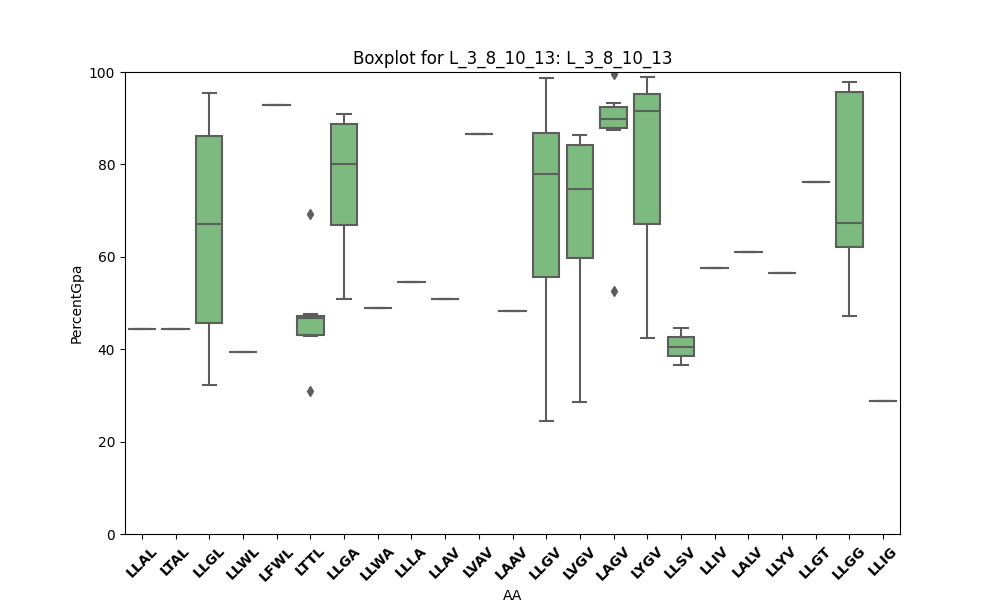 Boxplot for L_3_8_10_13: L_3_8_10_13
100
80
60
40
20
0
PercentGpa
LLAL LTAL LLGL LLWL LFWL LTTL LLGA LLWA LLLA LLAV LVAV LAAV LLGV LVGV LAGV LYGV LLSV LLIV LALV LLYV LLGT LLGG LLIG
AA